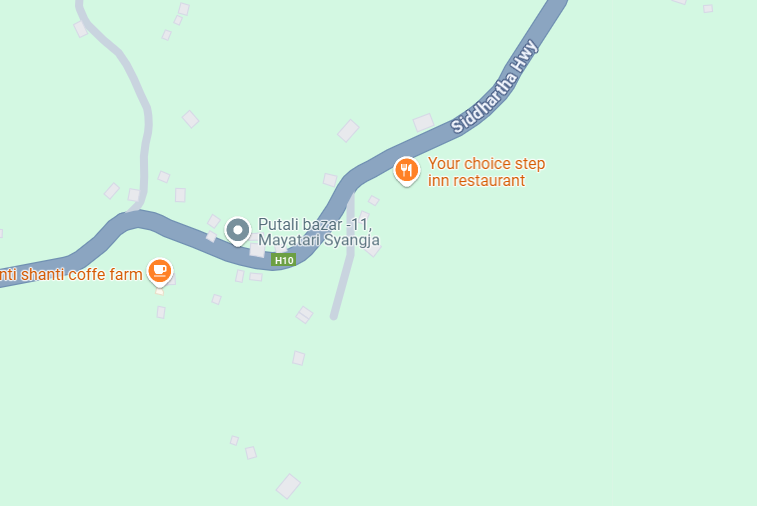 Siddhartha Hwy
Your choice step
inn restaurant
Putali bazar -11,
Mayatari Syangja
H10
nti shanti coffe farm